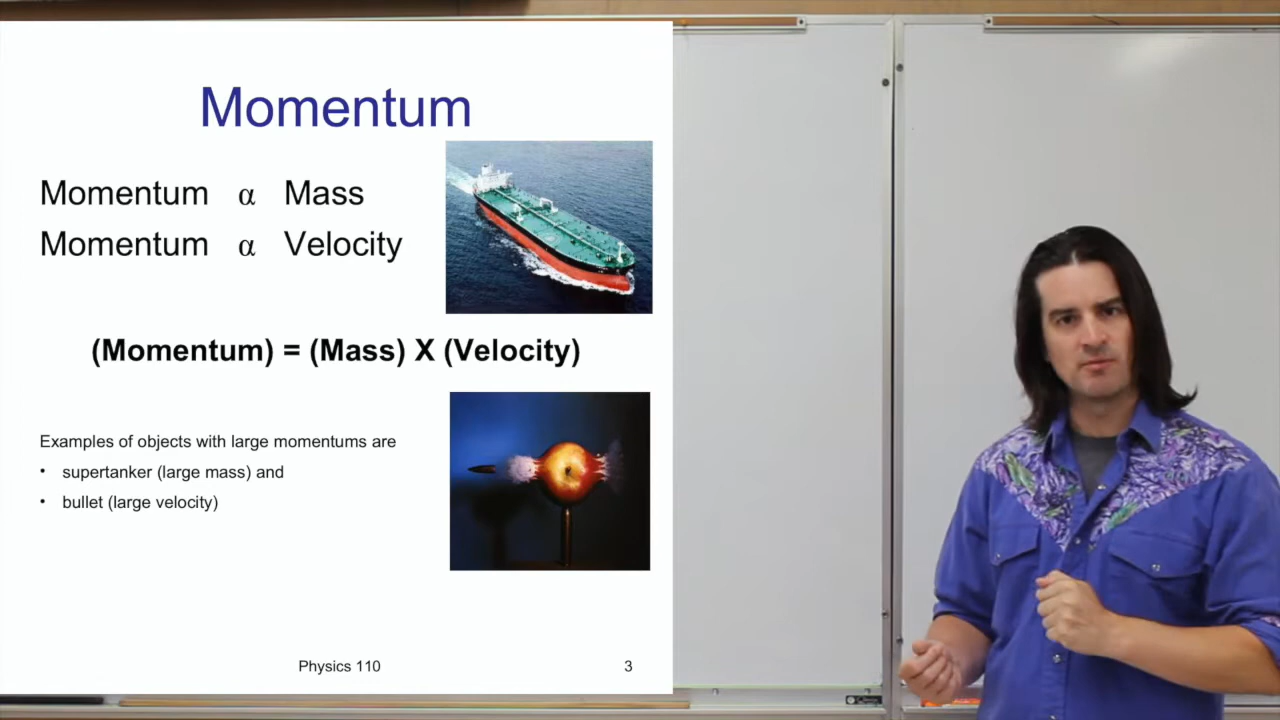 Momentum
Momentum α Mass
Momentum α Velocity
(Momentum) = (Mass) X (Velocity)
Examples of objects with large momentums are
• supertanker (large mass) and
• bullet (large velocity)
Physics 110
3